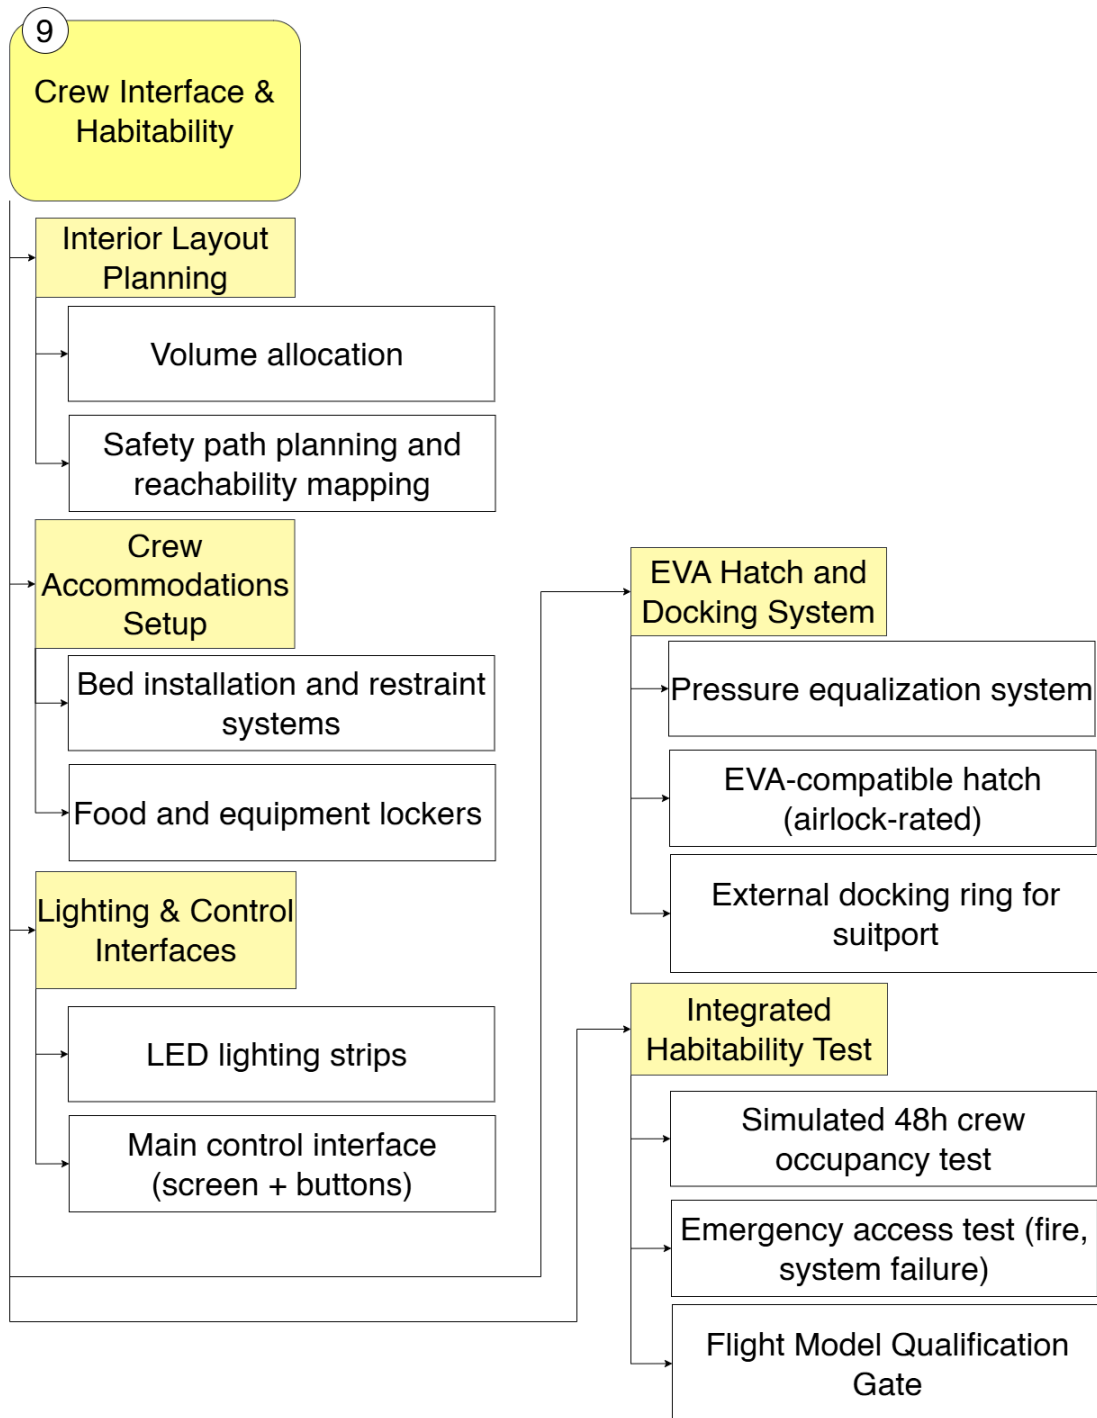 9
Crew Interface &
Habitability
Interior Layout
Planning
Volume allocation
Safety path planning and
reachability mapping
Crew
Accommodations
Setup
Bed installation and restraint
systems
Food and equipment lockers
Lighting & Control
Interfaces
LED lighting strips
Main control interface
(screen + buttons)
EVA Hatch and
Docking System
Pressure equalization system
EVA-compatible hatch
(airlock-rated)
External docking ring for
suitport
Integrated
Habitability Test
Simulated 48h crew
occupancy test
Emergency access test (fire,
system failure)
Flight Model Qualification
Gate